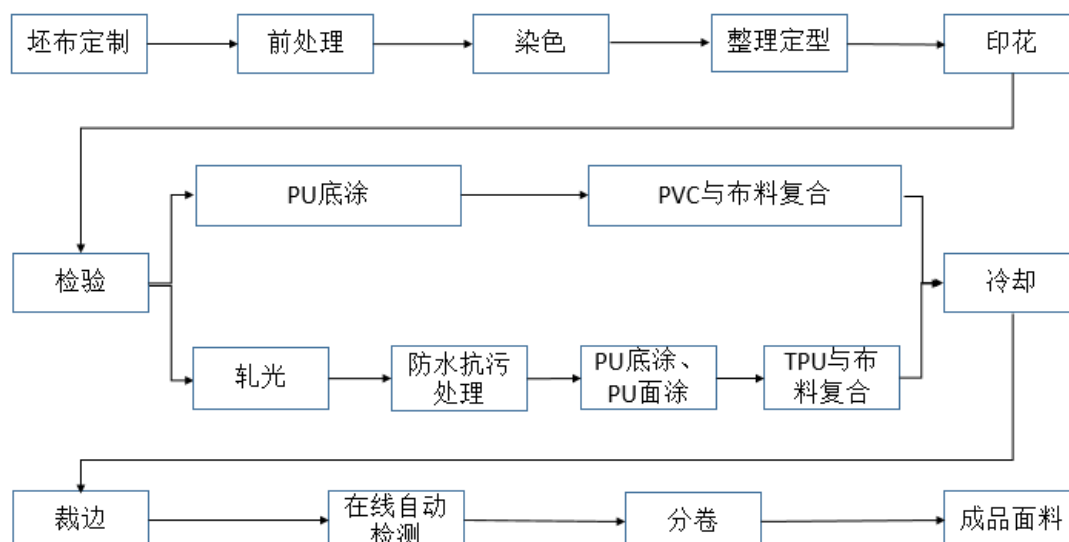 坯布定制
前处理
染色
整理定型
印花
PU底涂
PVC与布料复合
检验
冷却
轧光
防水抗污
处理
PU底涂、
PU面涂
TPU与布
料复合
裁边
在线自动
检测
分卷
成品面料